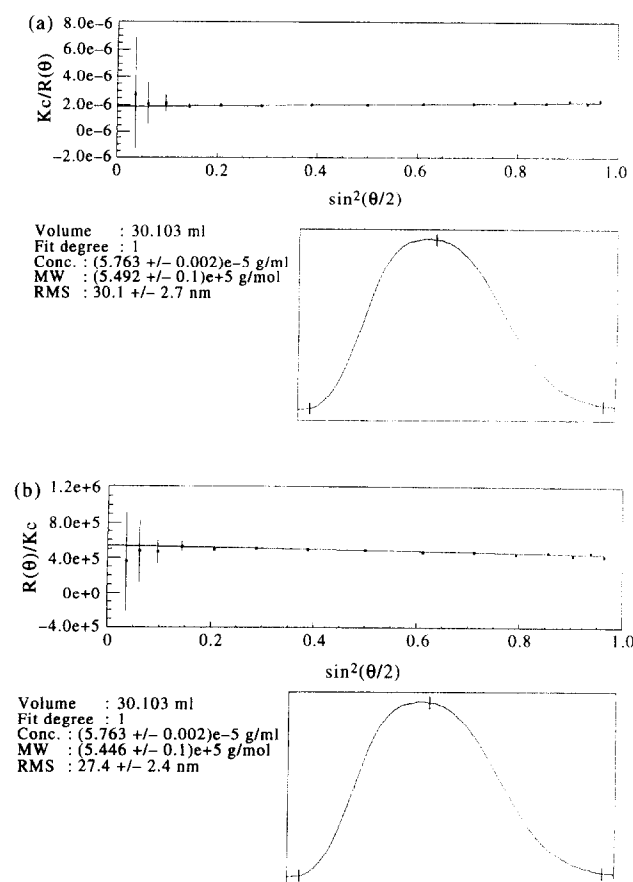 (a)
8.0e-6
6.0e-6
4.0e-6
2.0e-6
0e-6
-2.0e-6
Kc/R(θ)
0 0.2 0.4 0.6 0.8 1.0
sin²(θ/2)
Volume : 30.103 ml
Fit degree : 1
Conc. : (5.763 +/- 0.002)e-5 g/ml
MW : (5.492 +/- 0.1)e+5 g/mol
RMS : 30.1 +/- 2.7 nm
(b)
1.2e+6
8.0e+5
4.0e+5
0e+0
-4.0e+5
R(θ)/Kc
0 0.2 0.4 0.6 0.8 1.0
sin²(θ/2)
Volume : 30.103 ml
Fit degree : 1
Conc. : (5.763 +/- 0.002)e-5 g/ml
MW : (5.446 +/- 0.1)e+5 g/mol
RMS : 27.4 +/- 2.4 nm